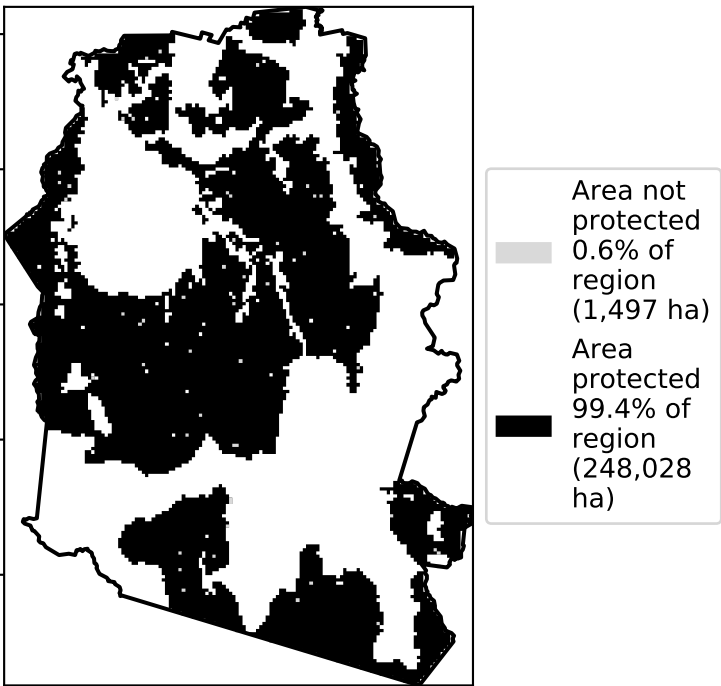 Area not
protected
0.6% of
region
(1,497 ha)
Area
protected
99.4% of
region
(248,028
ha)